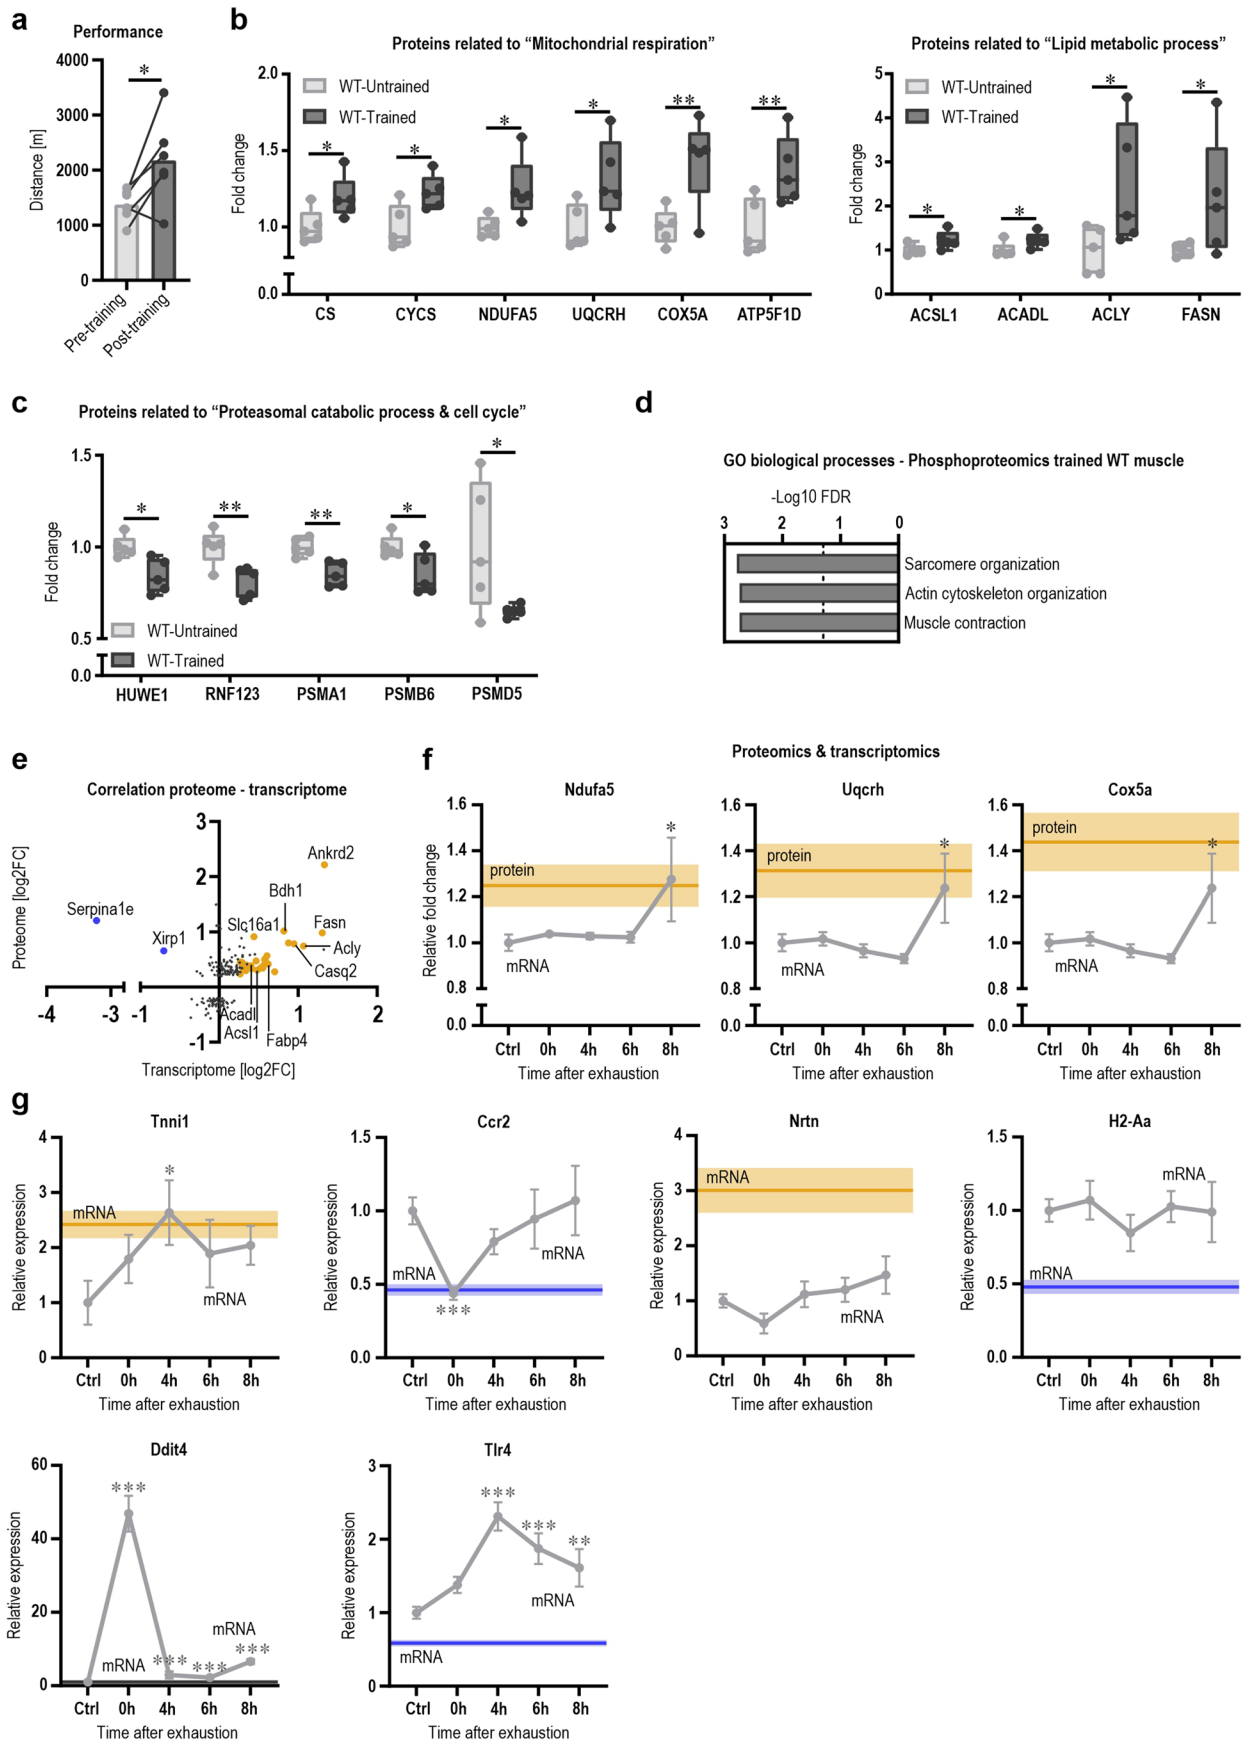 a
Performance
*
4000
3000
2000
1000
0
Distance [m]
Pre-training
Post-training
b
Proteins related to “Mitochondrial respiration”
WT-Untrained
WT-Trained
2.0
1.5
1.0
0.0
Fold change
* * * * ** **
CS CYCS NDUFA5 UQCRH COX5A ATP5F1D
Proteins related to “Lipid metabolic process”
WT-Untrained
WT-Trained
5
4
3
2
1
0
Fold change
* * * *
ACSL1 ACADL ACLY FASN
c
Proteins related to “Proteasomal catabolic process & cell cycle”
1.5
1.0
0.5
0.0
Fold change
* ** ** * *
WT-Untrained
WT-Trained
HUWE1 RNF123 PSMA1 PSMB6 PSMD5
d
GO biological processes - Phosphoproteomics trained WT muscle
-Log10 FDR
3 2 1 0
Sarcomere organization
Actin cytoskeleton organization
Muscle contraction
e
Correlation proteome - transcriptome
Proteome [log2FC]
3
2
1
-1
Ankrd2
Bdh1
Serpina1e
Slc16a1
Fasn
Xirp1
Acly
Casq2
-4 -3 -1 1 2
Acadl
Acsl1
Fabp4
Transcriptome [log2FC]
f
Proteomics & transcriptomics
Ndufa5
1.6
1.4
1.2
1.0
0.8
0.0
Relative fold change
*
protein
mRNA
Ctrl 0h 4h 6h 8h
Time after exhaustion
Uqcrh
1.6
1.4
1.2
1.0
0.8
0.0
*
protein
mRNA
Ctrl 0h 4h 6h 8h
Time after exhaustion
Cox5a
1.6
1.4
1.2
1.0
0.8
0.0
protein
*
mRNA
Ctrl 0h 4h 6h 8h
Time after exhaustion
g
Tnni1
4
3
2
1
0
Relative expression
*
mRNA
mRNA
Ctrl 0h 4h 6h 8h
Time after exhaustion
Ccr2
1.5
1.0
0.5
0.0
Relative expression
mRNA
mRNA
***
Ctrl 0h 4h 6h 8h
Time after exhaustion
Nrtn
4
3
2
1
0
Relative expression
mRNA
mRNA
Ctrl 0h 4h 6h 8h
Time after exhaustion
H2-Aa
1.5
1.0
0.5
0.0
Relative expression
mRNA
mRNA
Ctrl 0h 4h 6h 8h
Time after exhaustion
Ddit4
60
40
20
0
Relative expression
***
mRNA
mRNA
*** *** ***
Ctrl 0h 4h 6h 8h
Time after exhaustion
Tlr4
3
2
1
0
Relative expression
*** *** **
mRNA
mRNA
Ctrl 0h 4h 6h 8h
Time after exhaustion